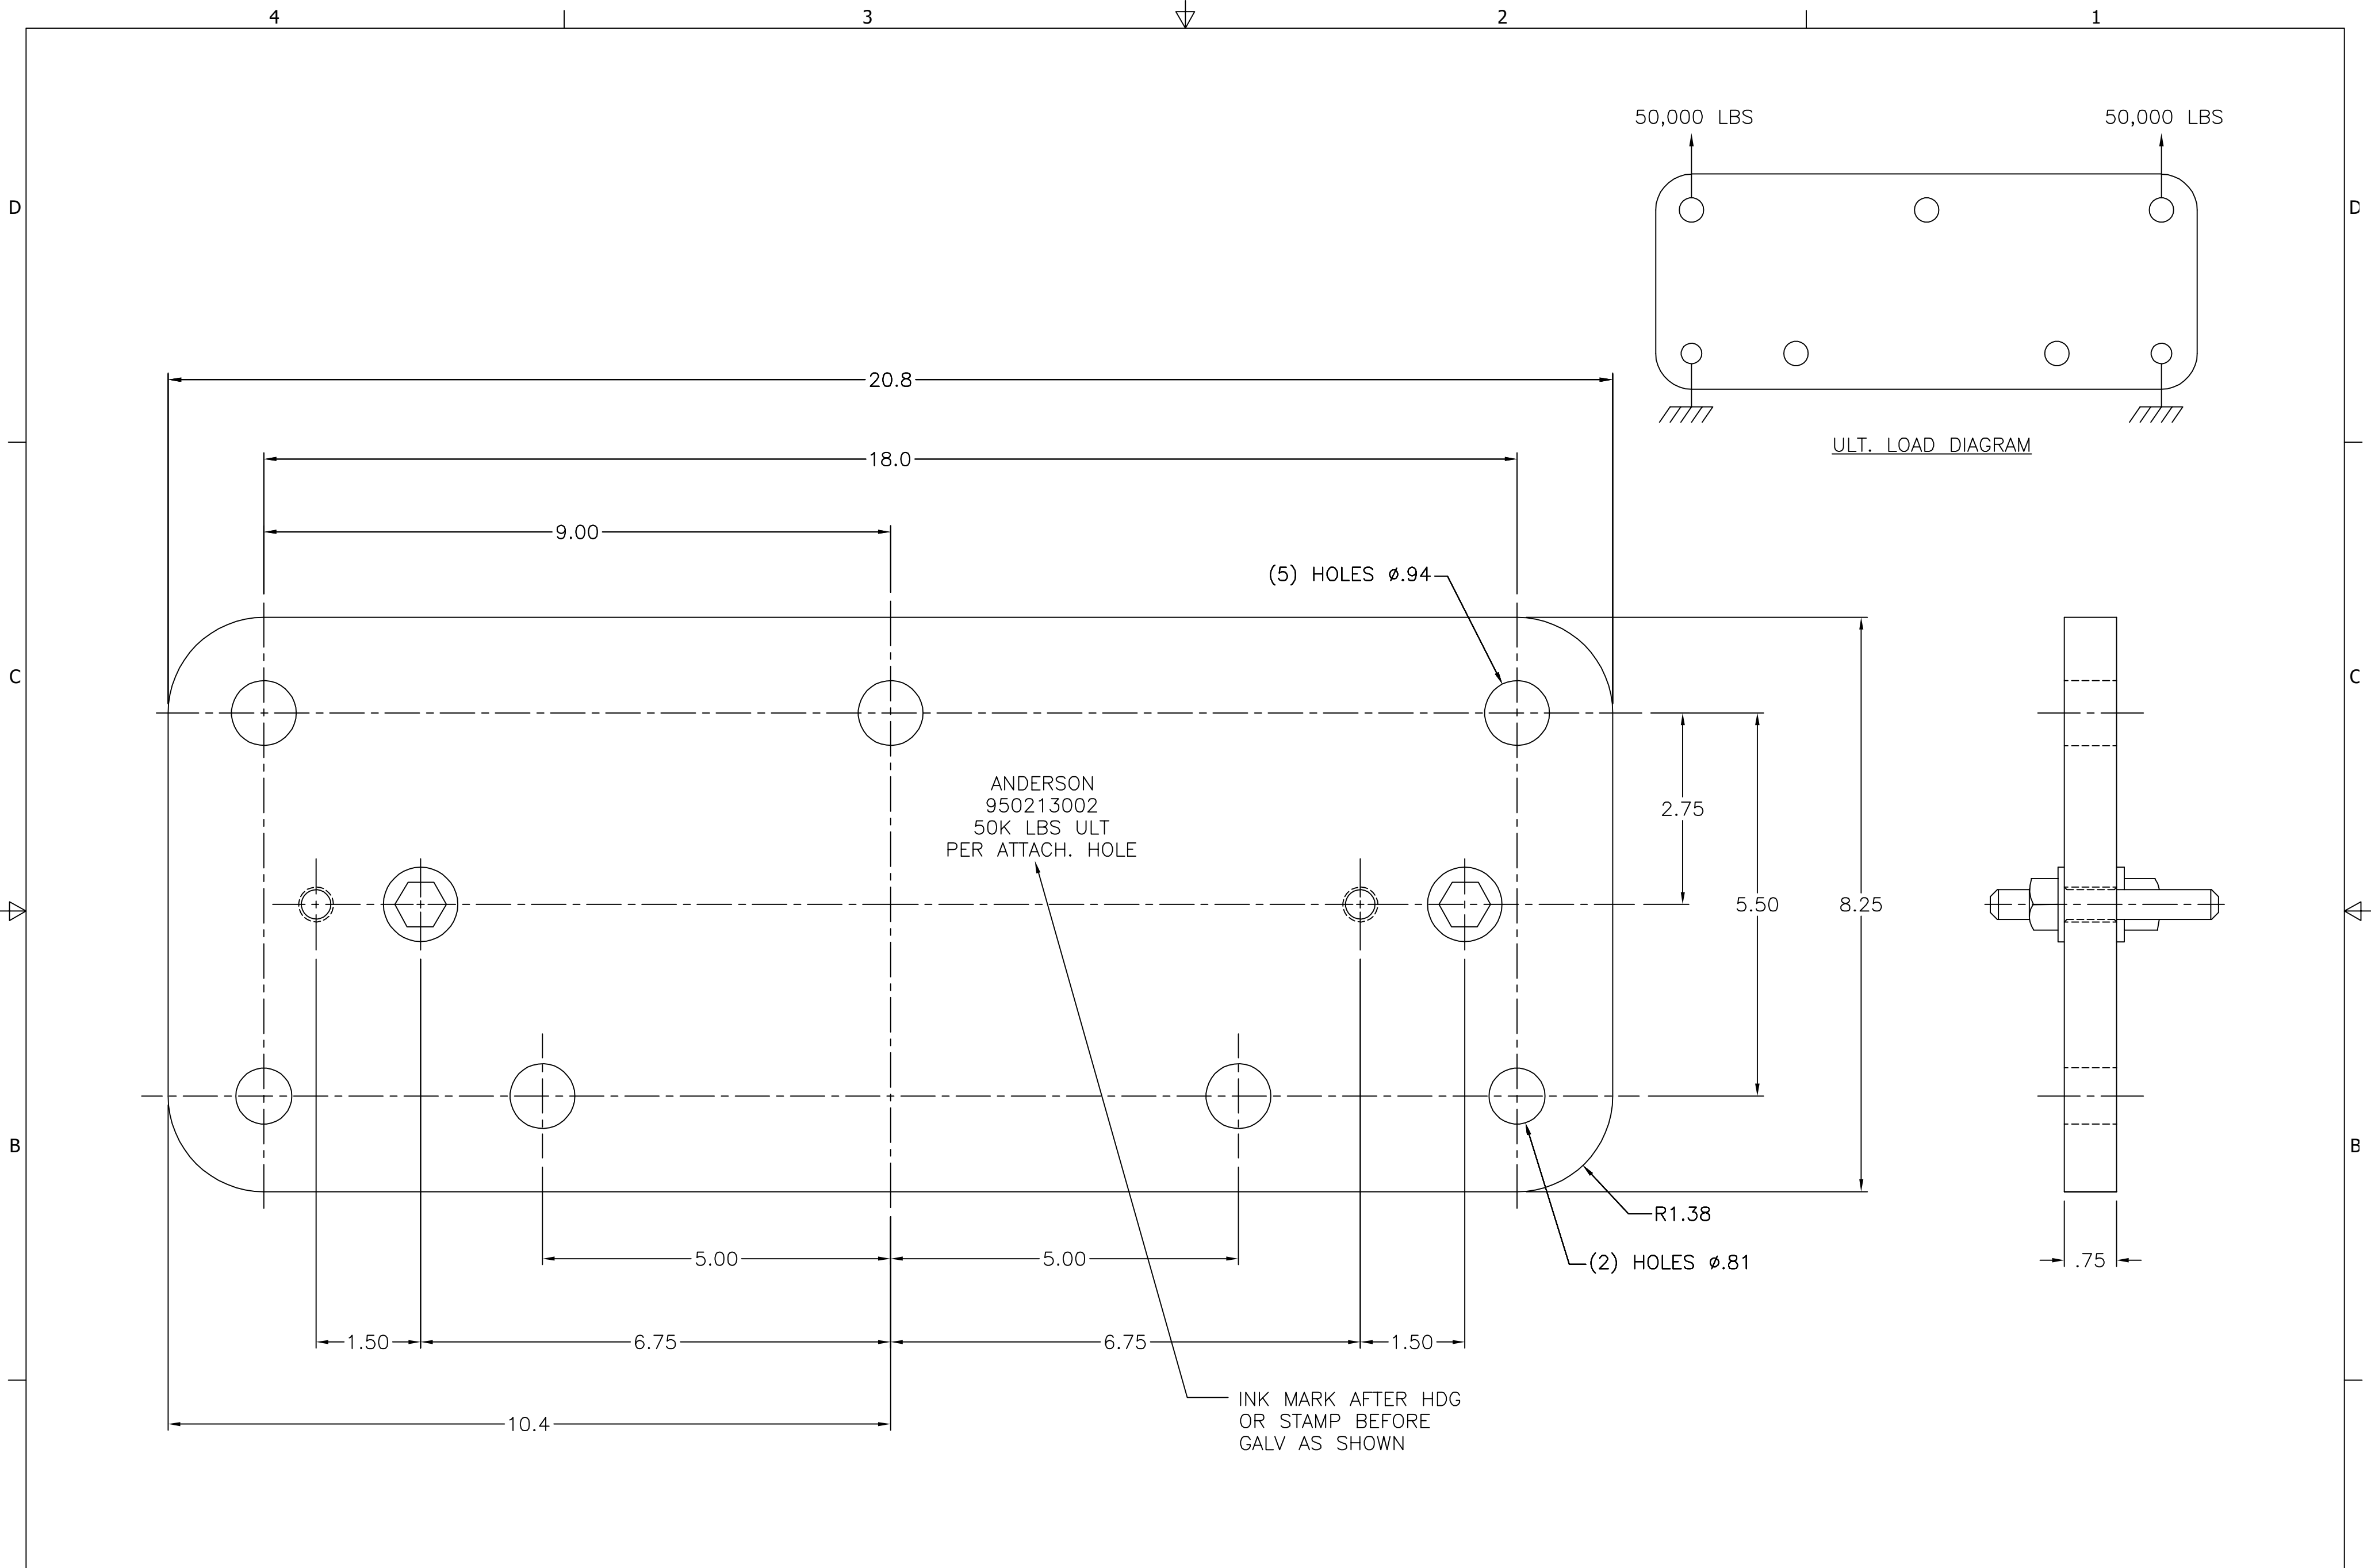 4 3 2 1
50,000 LBS 50,000 LBS
D D
20.8
ULT. LOAD DIAGRAM
18.0
9.00
(5) HOLES ø.94
C C
ANDERSON
950213002
50K LBS ULT
PER ATTACH. HOLE
2.75
5.50
8.25
B B
R1.38
5.00 5.00
(2) HOLES ø.81
.75
1.50 6.75 6.75 1.50
INK MARK AFTER HDG
OR STAMP BEFORE
GALV AS SHOWN
10.4